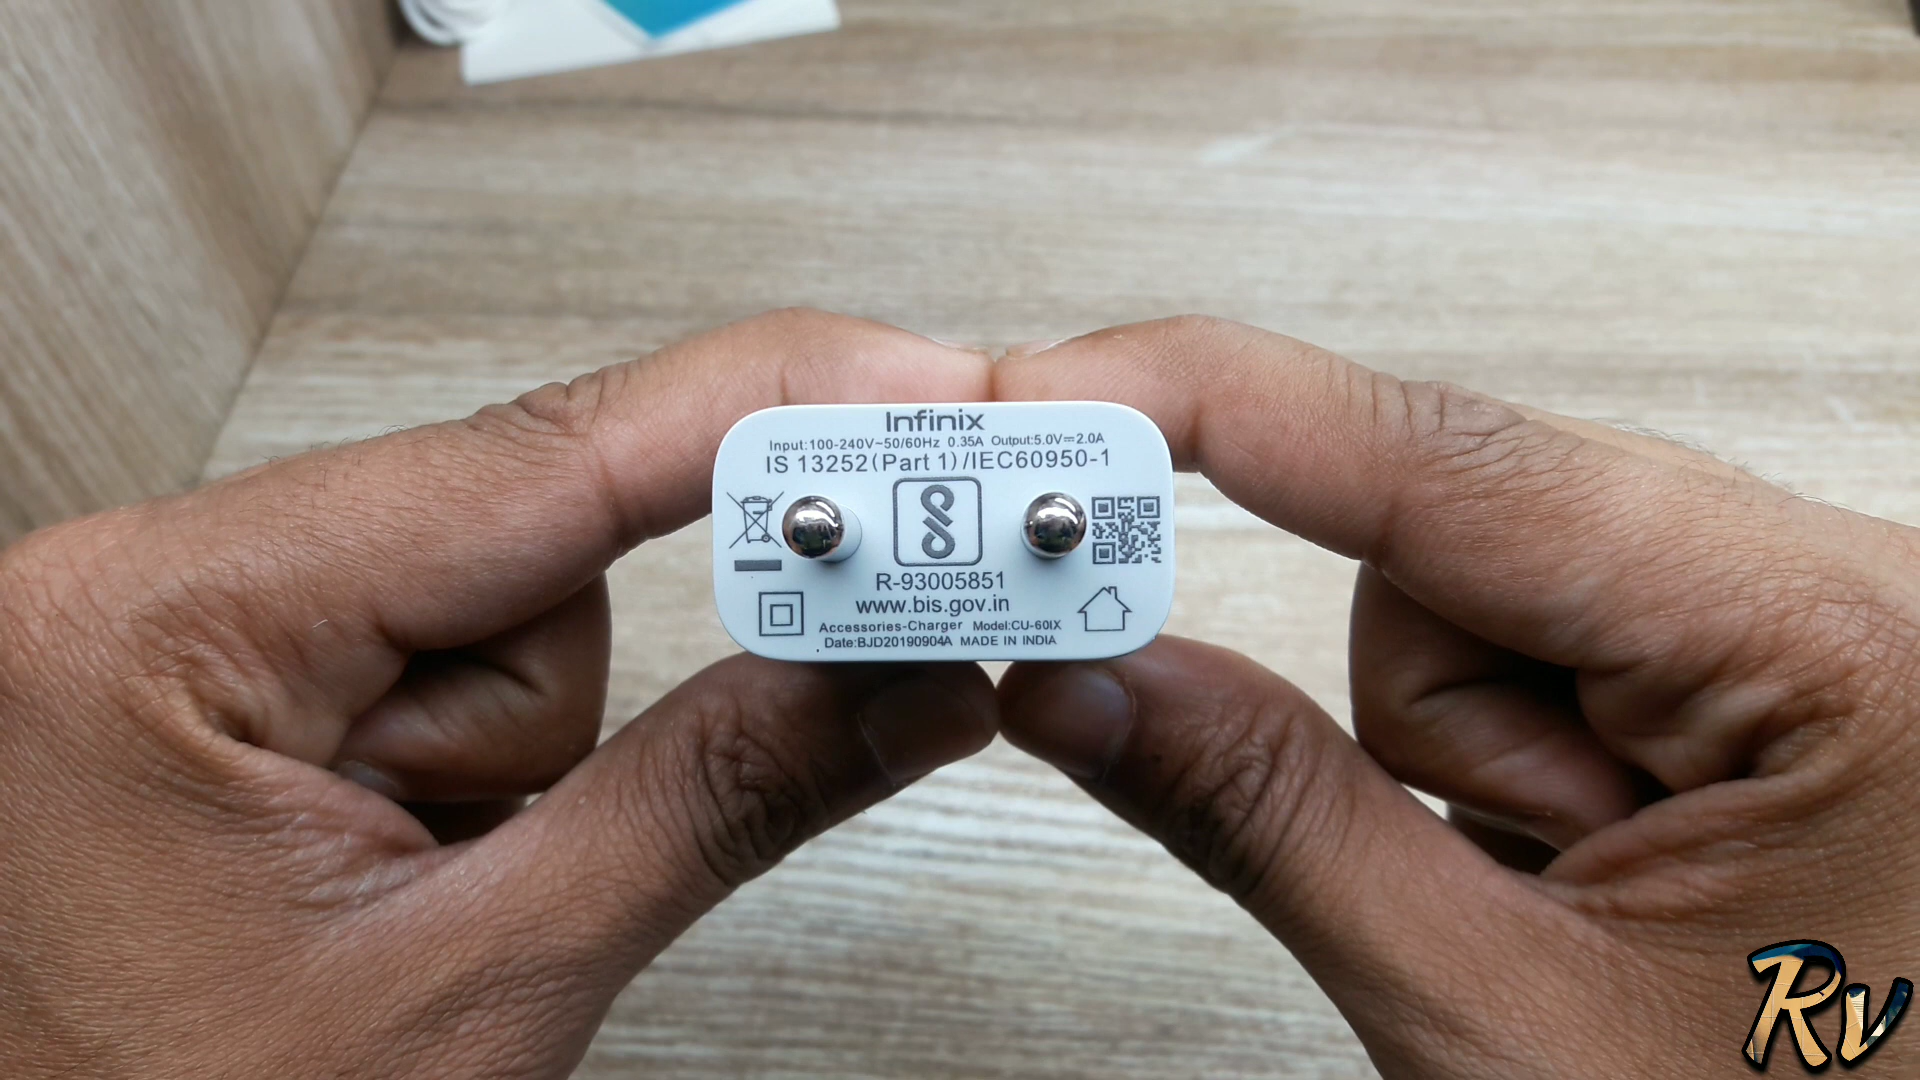 Infinix
Input:100-240V~50/60Hz 0.35A Output:5.0V⎓2.0A
IS 13252(Part 1)/IEC60950-1
R-93005851
www.bis.gov.in
Accessories-Charger Model:CU-60IX
Date:BJD20190904A MADE IN INDIA
RV